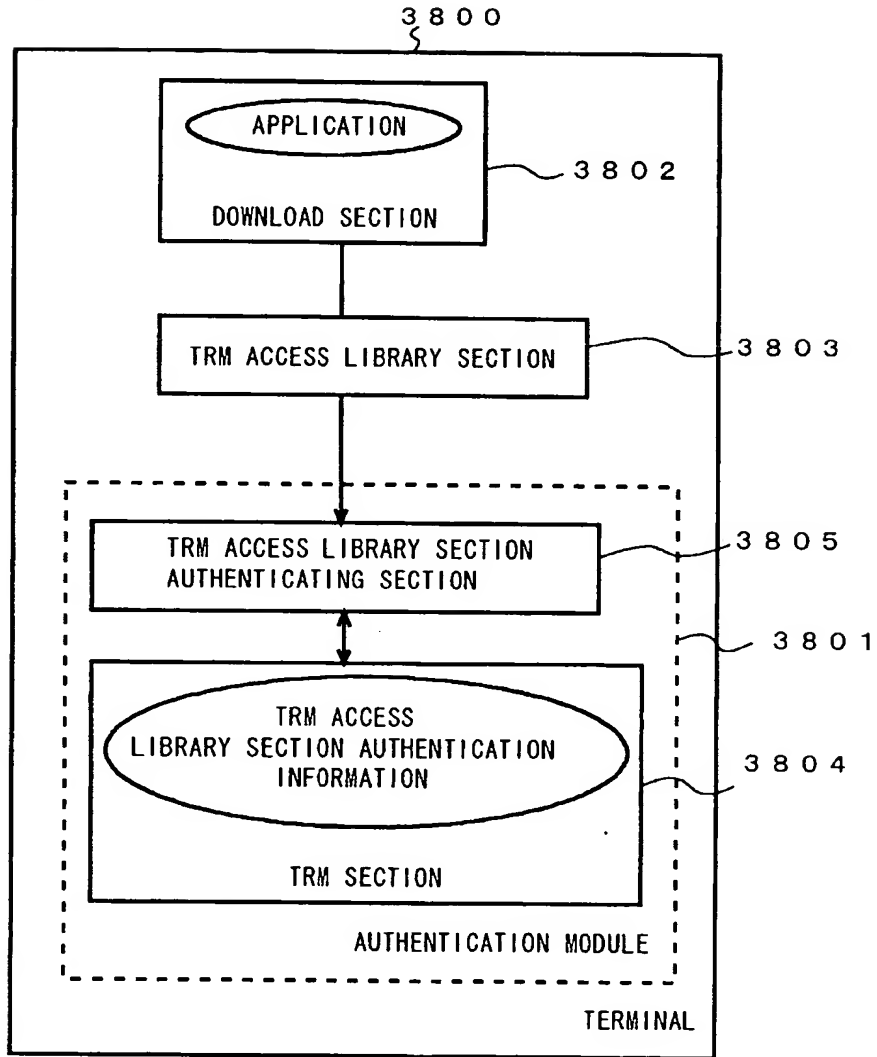 3800
APPLICATION
3802
DOWNLOAD SECTION
TRM ACCESS LIBRARY SECTION
3803
TRM ACCESS LIBRARY SECTION
AUTHENTICATING SECTION
3805
3801
TRM ACCESS
LIBRARY SECTION AUTHENTICATION
INFORMATION
3804
TRM SECTION
AUTHENTICATION MODULE
TERMINAL